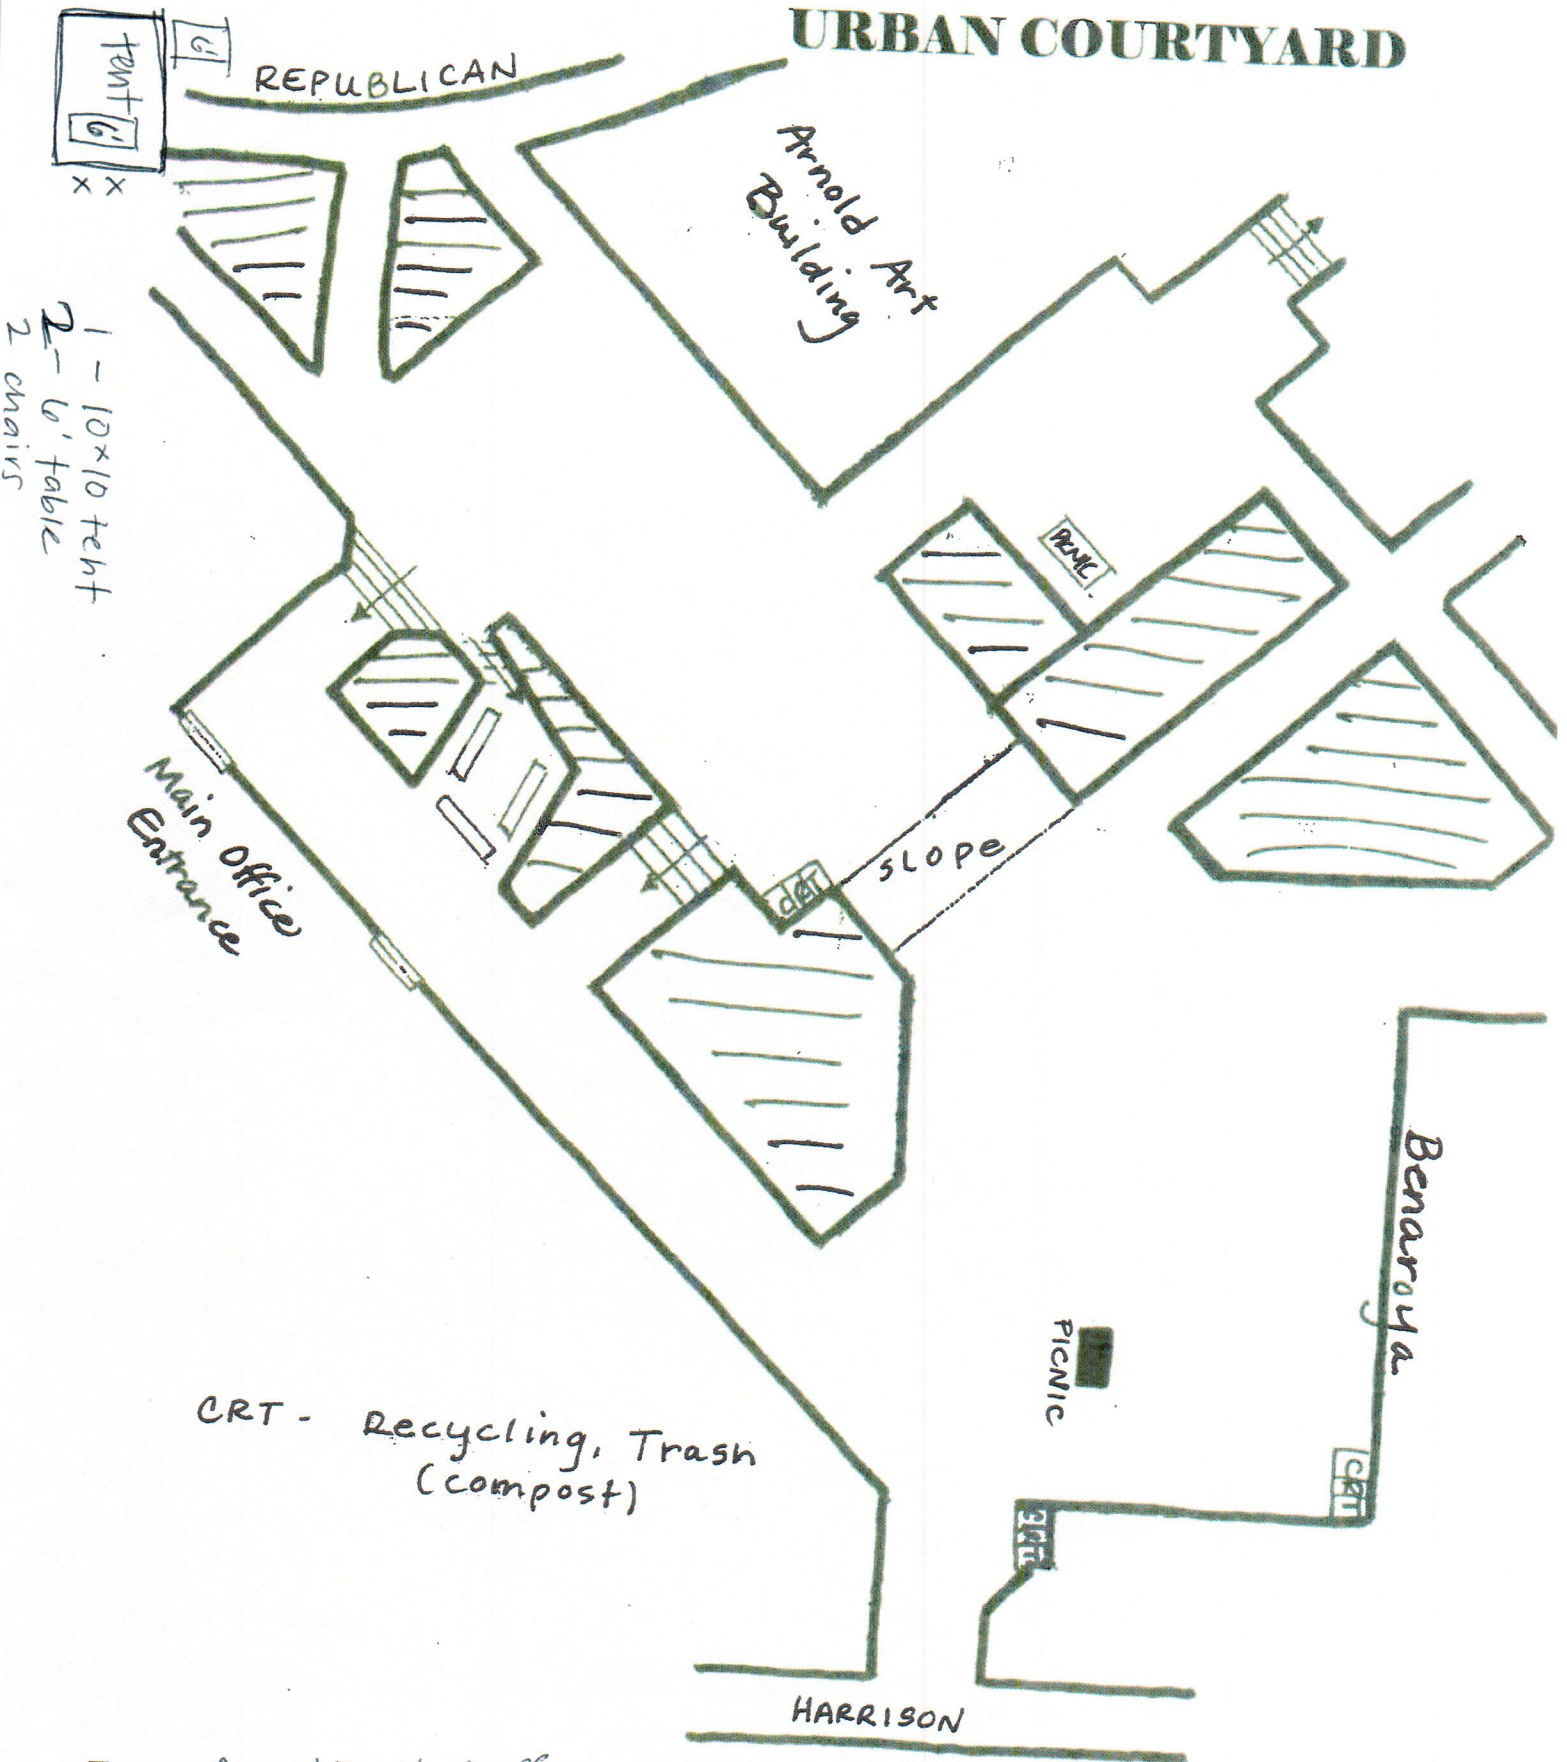 URBAN COURTYARD
6'
tent
6'
x x
REPUBLICAN
Arnold Art
Building
1 - 10x10 tent
2 - 6' table
2 chairs
PICNIC
Main Office
Entrance
SLOPE
CRT
Benaroya
PICNIC
CRT - Recycling, Trash
(compost)
CRT
CRT
HARRISON